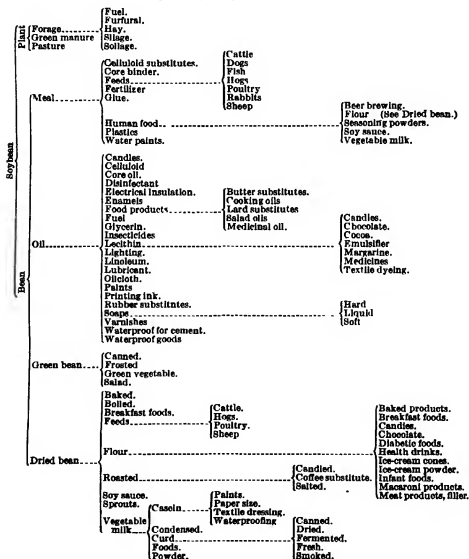 Soybean
Plant
Forage
Green manure
Pasture
Fuel.
Furfural.
Hay.
Silage.
Soilage.
Bean
Meal
Celluloid substitutes.
Core binder.
Feeds
Fertilizer
Glue.
Cattle
Dogs
Fish
Hogs
Poultry
Rabbits
Sheep
Human food
Plastics
Water paints.
Beer brewing.
Flour (See Dried bean.)
Seasoning powders.
Soy sauce.
Vegetable milk.
Oil
Candles.
Celluloid
Core oil.
Disinfectant
Electrical insulation.
Enamels
Food products
Fuel
Glycerin.
Insecticides
Lecithin
Lighting.
Linoleum.
Lubricant.
Oilcloth.
Paints
Printing ink.
Rubber substitutes.
Soaps
Varnishes
Waterproof for cement.
Waterproof goods
Butter substitutes.
Cooking oils
Lard substitutes
Salad oils
Medicinal oil.
Candies.
Chocolate.
Cocoa.
Emulsifier
Margarine.
Medicines
Textile dyeing.
Hard
Liquid
Soft
Green bean
Canned.
Frosted
Green vegetable.
Salad.
Dried bean
Baked.
Boiled.
Breakfast foods.
Feeds
Cattle.
Hogs.
Poultry.
Sheep
Flour
Baked products.
Breakfast foods.
Candies.
Chocolate.
Diabetic foods.
Health drinks.
Ice-cream cones.
Ice-cream powder.
Infant foods.
Macaroni products.
Meat products, filler.
Roasted
Candied.
Coffee substitute.
Salted.
Soy sauce.
Sprouts.
Vegetable
milk
Casein
Condensed.
Curd
Foods.
Powder.
Paints.
Paper size.
Textile dressing.
Waterproofing
Canned.
Dried.
Fermented.
Fresh.
Smoked.